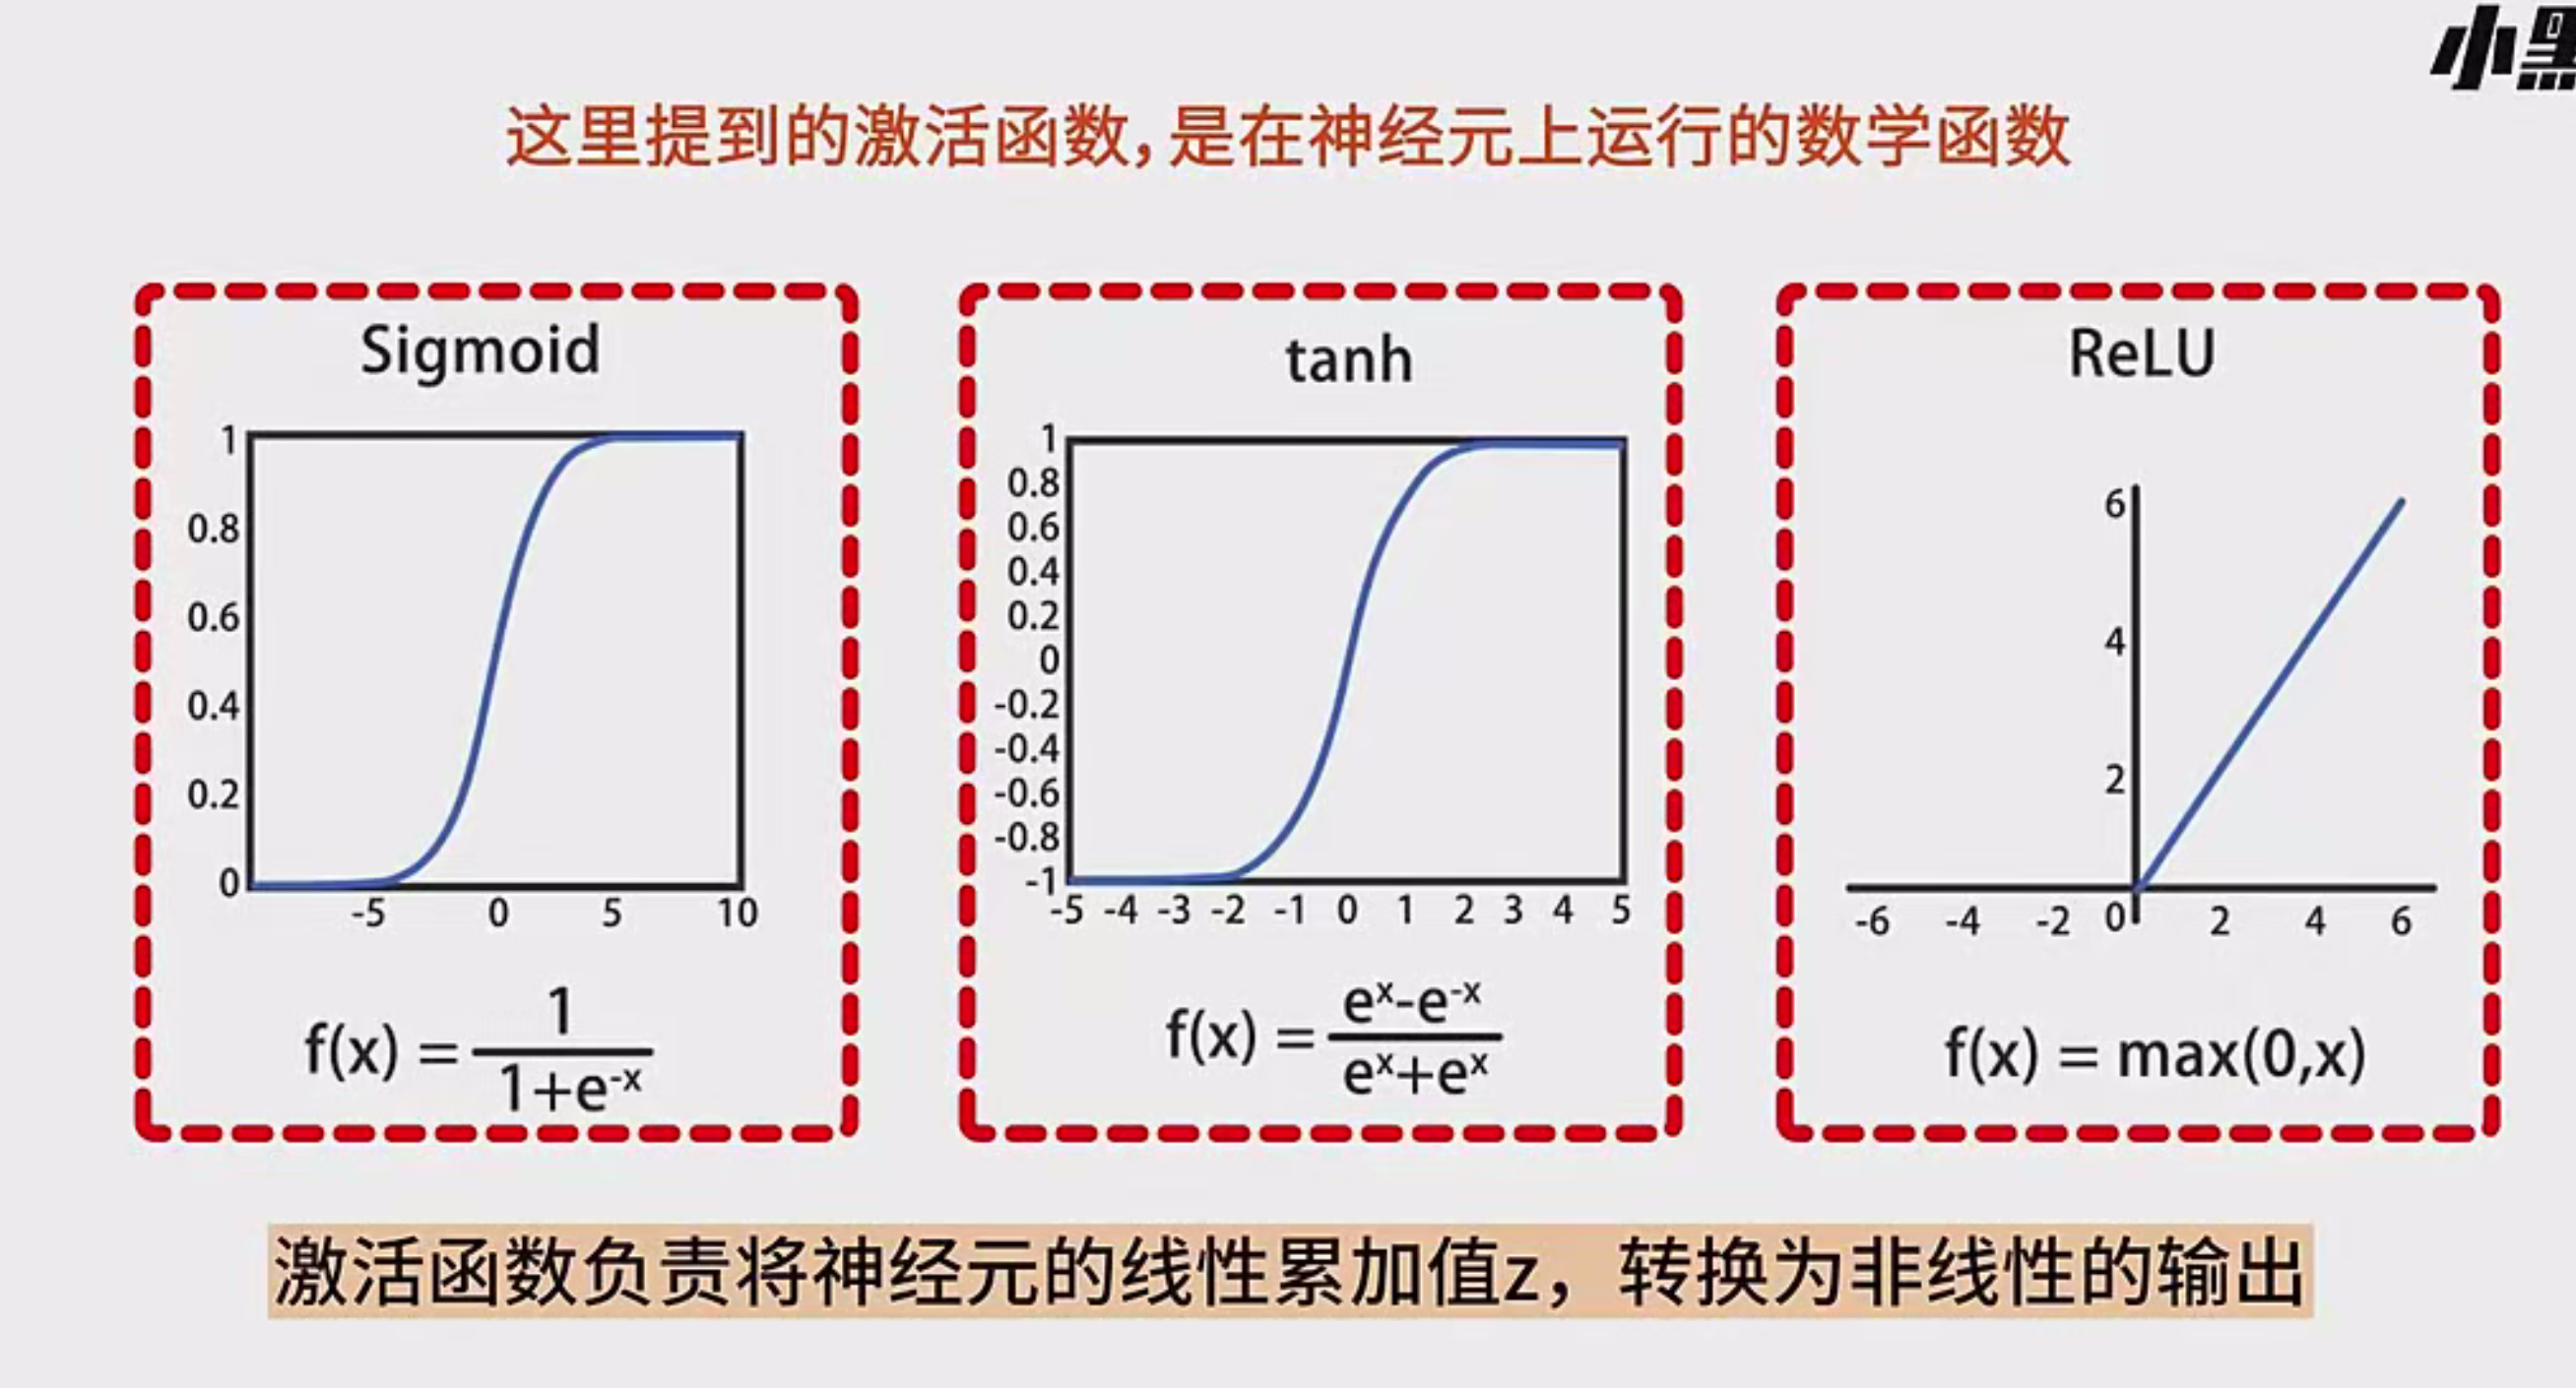 小黑
这里提到的激活函数，是在神经元上运行的数学函数
Sigmoid
1
0.8
0.6
0.4
0.2
0
-5 0 5 10
f(x) = 1/(1+e^-x)
tanh
1
0.8
0.6
0.4
0.2
0
-0.2
-0.4
-0.6
-0.8
-1
-5 -4 -3 -2 -1 0 1 2 3 4 5
f(x) = (e^x-e^-x)/(e^x+e^x)
ReLU
6
4
2
-6 -4 -2 0 2 4 6
f(x) = max(0,x)
激活函数负责将神经元的线性累加值z，转换为非线性的输出